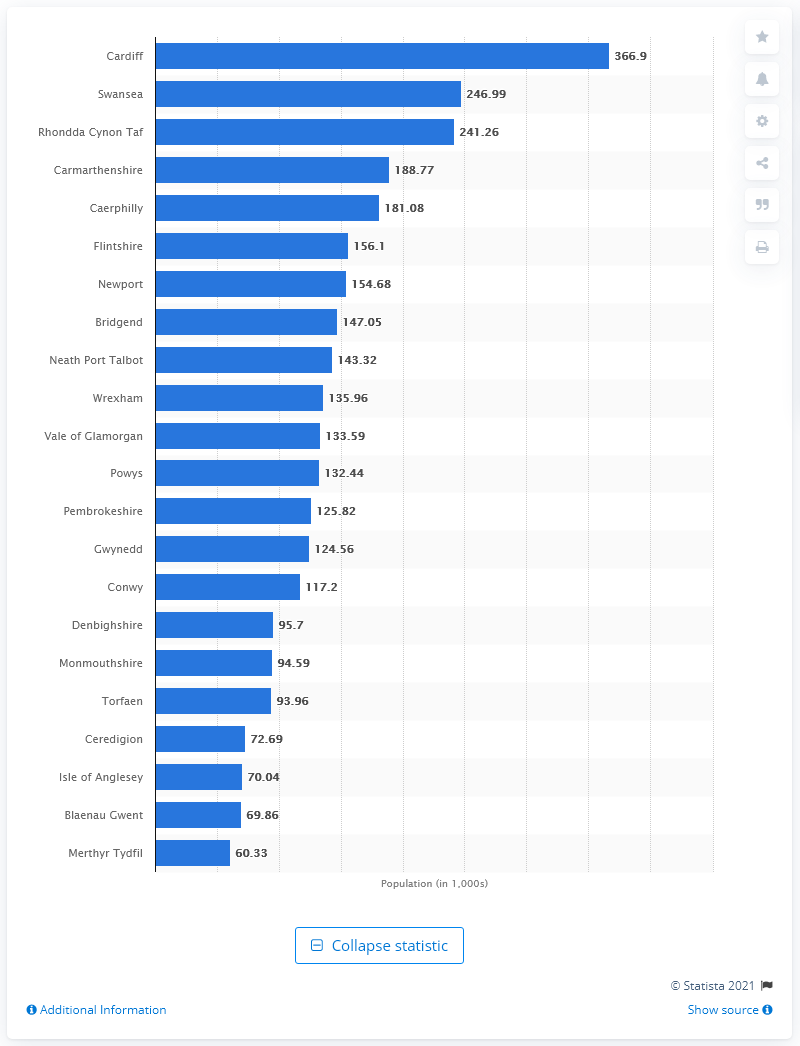 Cardiff 366.9
Swansea 246.99
Rhondda Cynon Taf 241.26
Carmarthenshire 188.77
Caerphilly 181.08
Flintshire 156.1
Newport 154.68
Bridgend 147.05
Neath Port Talbot 143.32
Wrexham 135.96
Vale of Glamorgan 133.59
Powys 132.44
Pembrokeshire 125.82
Gwynedd 124.56
Conwy 117.2
Denbighshire 95.7
Monmouthshire 94.59
Torfaen 93.96
Ceredigion 72.69
Isle of Anglesey 70.04
Blaenau Gwent 69.86
Merthyr Tydfil 60.33
Population (in 1,000s)
Collapse statistic
© Statista 2021
Additional Information
Show source